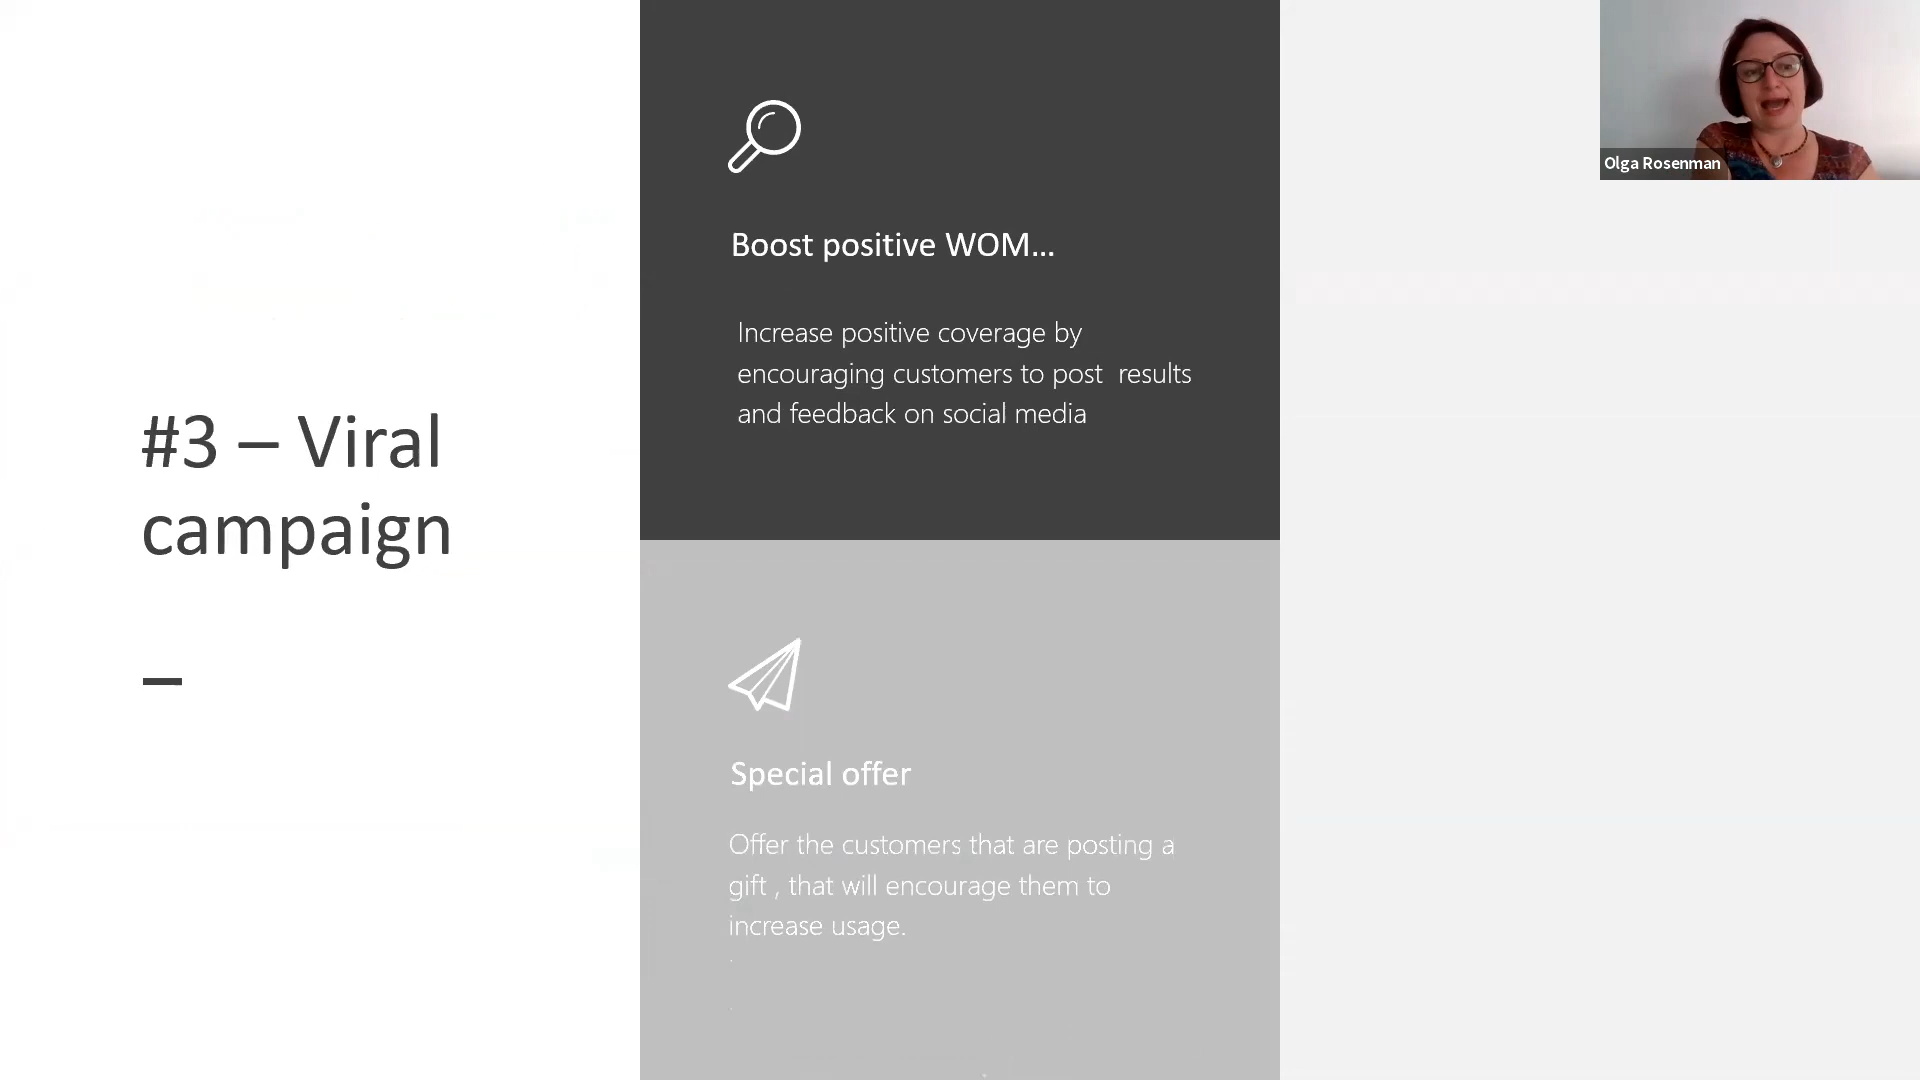 #3 – Viral
campaign
Boost positive WOM...
Increase positive coverage by
encouraging customers to post  results
and feedback on social media
Special offer
Offer the customers that are posting a
gift , that will encourage them to
increase usage.
Olga Rosenman